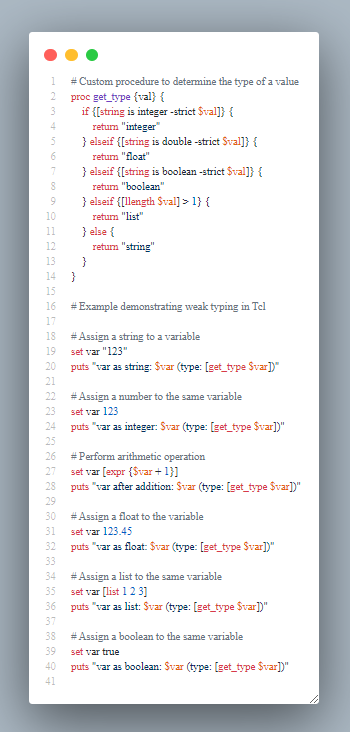 1 # Custom procedure to determine the type of a value
2 proc get_type {val} {
3     if {[string is integer -strict $val]} {
4         return "integer"
5     } elseif {[string is double -strict $val]} {
6         return "float"
7     } elseif {[string is boolean -strict $val]} {
8         return "boolean"
9     } elseif {[llength $val] > 1} {
10         return "list"
11     } else {
12         return "string"
13     }
14 }
15
16 # Example demonstrating weak typing in Tcl
17
18 # Assign a string to a variable
19 set var "123"
20 puts "var as string: $var (type: [get_type $var])"
21
22 # Assign a number to the same variable
23 set var 123
24 puts "var as integer: $var (type: [get_type $var])"
25
26 # Perform arithmetic operation
27 set var [expr {$var + 1}]
28 puts "var after addition: $var (type: [get_type $var])"
29
30 # Assign a float to the variable
31 set var 123.45
32 puts "var as float: $var (type: [get_type $var])"
33
34 # Assign a list to the same variable
35 set var [list 1 2 3]
36 puts "var as list: $var (type: [get_type $var])"
37
38 # Assign a boolean to the same variable
39 set var true
40 puts "var as boolean: $var (type: [get_type $var])"
41